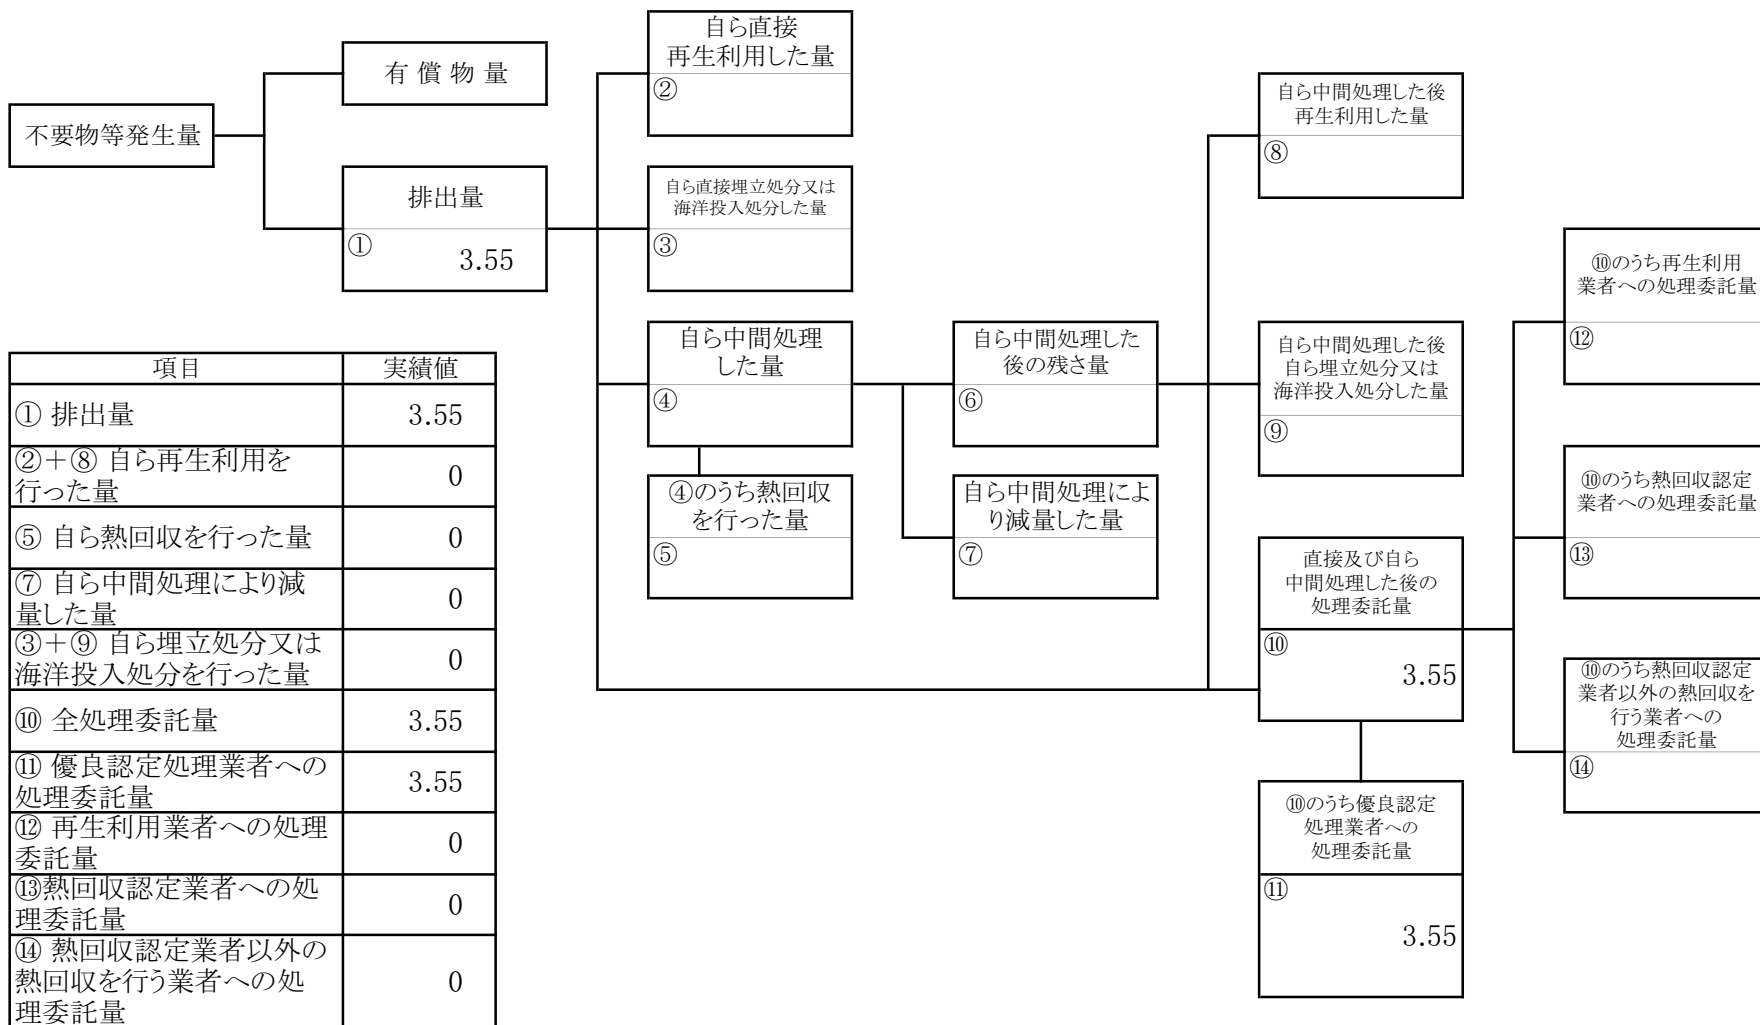 不要物等発生量
有 償 物 量
排出量
①
3.55
自ら直接
再生利用した量
②
自ら直接埋立処分又は
海洋投入処分した量
③
自ら中間処理
した量
④
④のうち熱回収
を行った量
⑤
自ら中間処理した
後の残さ量
⑥
自ら中間処理によ
り減量した量
⑦
自ら中間処理した後
再生利用した量
⑧
自ら中間処理した後
自ら埋立処分又は
海洋投入処分した量
⑨
直接及び自ら
中間処理した後の
処理委託量
⑩
3.55
⑩のうち優良認定
処理業者への
処理委託量
⑪
3.55
⑩のうち再生利用
業者への処理委託量
⑫
⑩のうち熱回収認定
業者への処理委託量
⑬
⑩のうち熱回収認定
業者以外の熱回収を
行う業者への
処理委託量
⑭
項目 実績値
① 排出量 3.55
②＋⑧ 自ら再生利用を
行った量 0
⑤ 自ら熱回収を行った量 0
⑦ 自ら中間処理により減
量した量 0
③＋⑨ 自ら埋立処分又は
海洋投入処分を行った量 0
⑩ 全処理委託量 3.55
⑪ 優良認定処理業者への
処理委託量 3.55
⑫ 再生利用業者への処理
委託量 0
⑬熱回収認定業者への処
理委託量 0
⑭ 熱回収認定業者以外の
熱回収を行う業者への処
理委託量 0